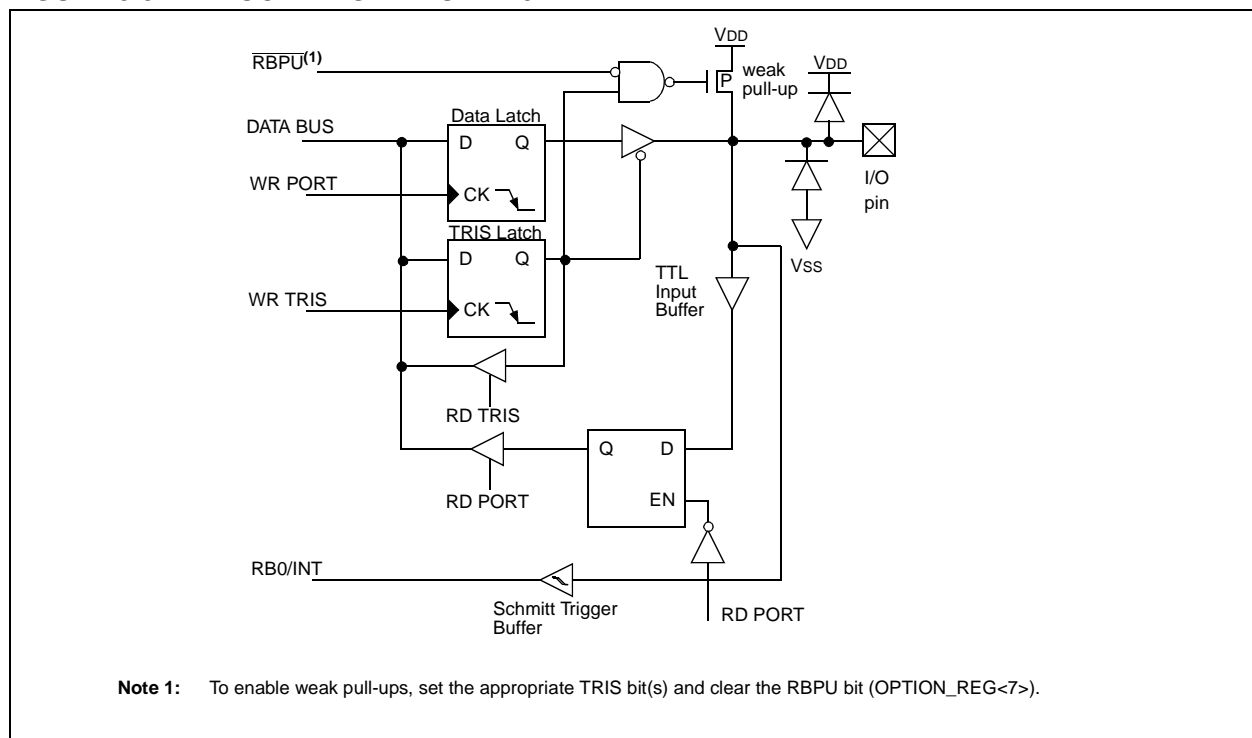 VDD
RBPU(1)
VDD
P
weak
pull-up
Data Latch
DATA BUS
D Q
WR PORT
CK
I/O
pin
TRIS Latch
D Q
VSS
TTL
Input
Buffer
WR TRIS
CK
RD TRIS
Q D
EN
RD PORT
RB0/INT
Schmitt Trigger
Buffer
RD PORT
Note 1: To enable weak pull-ups, set the appropriate TRIS bit(s) and clear the RBPU bit (OPTION_REG<7>).